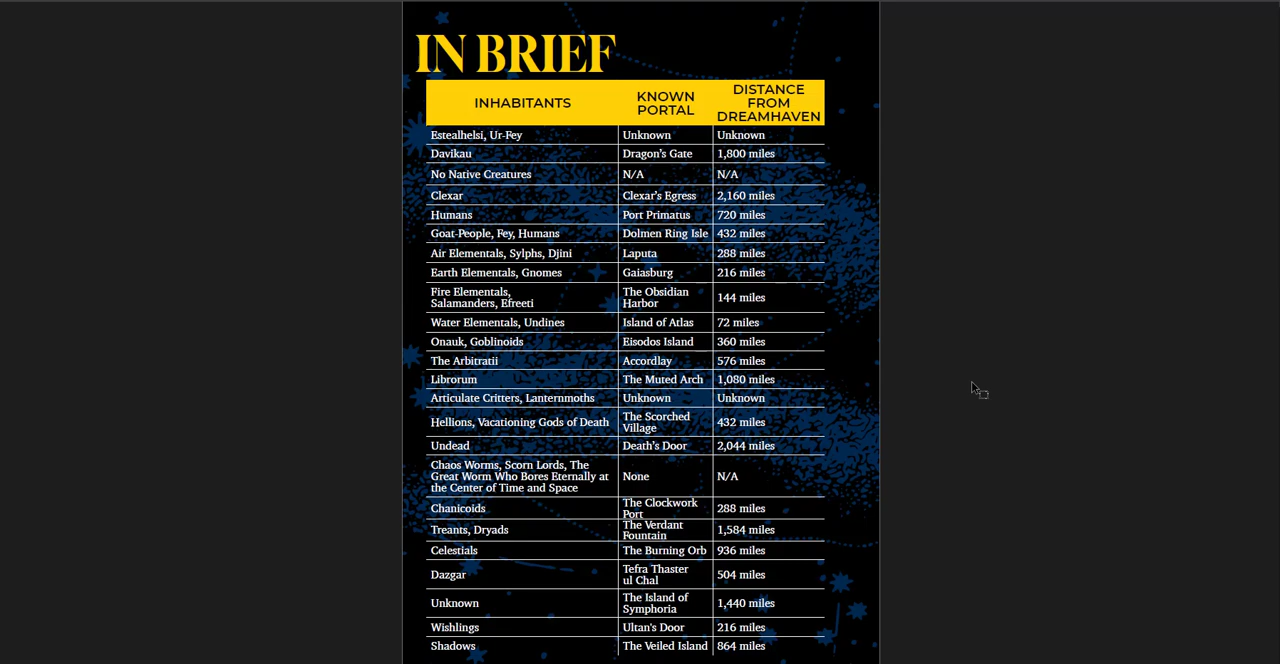 IN BRIEF
INHABITANTS KNOWN PORTAL DISTANCE FROM DREAMHAVEN
Estealhelsi, Ur-Fey Unknown Unknown
Davikau Dragon’s Gate 1,800 miles
No Native Creatures N/A N/A
Clexar Clexar’s Egress 2,160 miles
Humans Port Primatus 720 miles
Goat-People, Fey, Humans Dolmen Ring Isle 432 miles
Air Elementals, Sylphs, Djini Laputa 288 miles
Earth Elementals, Gnomes Gaiasburg 216 miles
Fire Elementals, Salamanders, Efreeti The Obsidian Harbor 144 miles
Water Elementals, Undines Island of Atlas 72 miles
Onauk, Goblinoids Eisodos Island 360 miles
The Arbitratii Accordlay 576 miles
Librorum The Muted Arch 1,080 miles
Articulate Critters, Lanternmoths Unknown Unknown
Hellions, Vacationing Gods of Death The Scorched Village 432 miles
Undead Death’s Door 2,044 miles
Chaos Worms, Scorn Lords, The Great Worm Who Bores Eternally at the Center of Time and Space None N/A
Chanicoids The Clockwork Port 288 miles
Treants, Dryads The Verdant Fountain 1,584 miles
Celestials The Burning Orb 936 miles
Dazgar Tefra Thaster ul Chal 504 miles
Unknown The Island of Symphoria 1,440 miles
Wishlings Ultan's Door 216 miles
Shadows The Veiled Island 864 miles